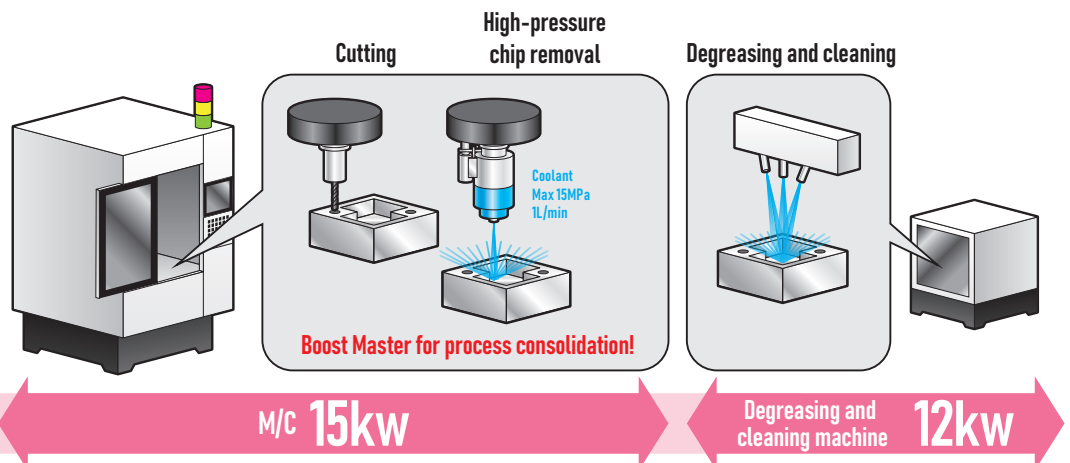 Cutting
High-pressure
chip removal
Degreasing and cleaning
Coolant
Max 15MPa
1L/min
Boost Master for process consolidation!
M/C 15kw
Degreasing and
cleaning machine 12kw